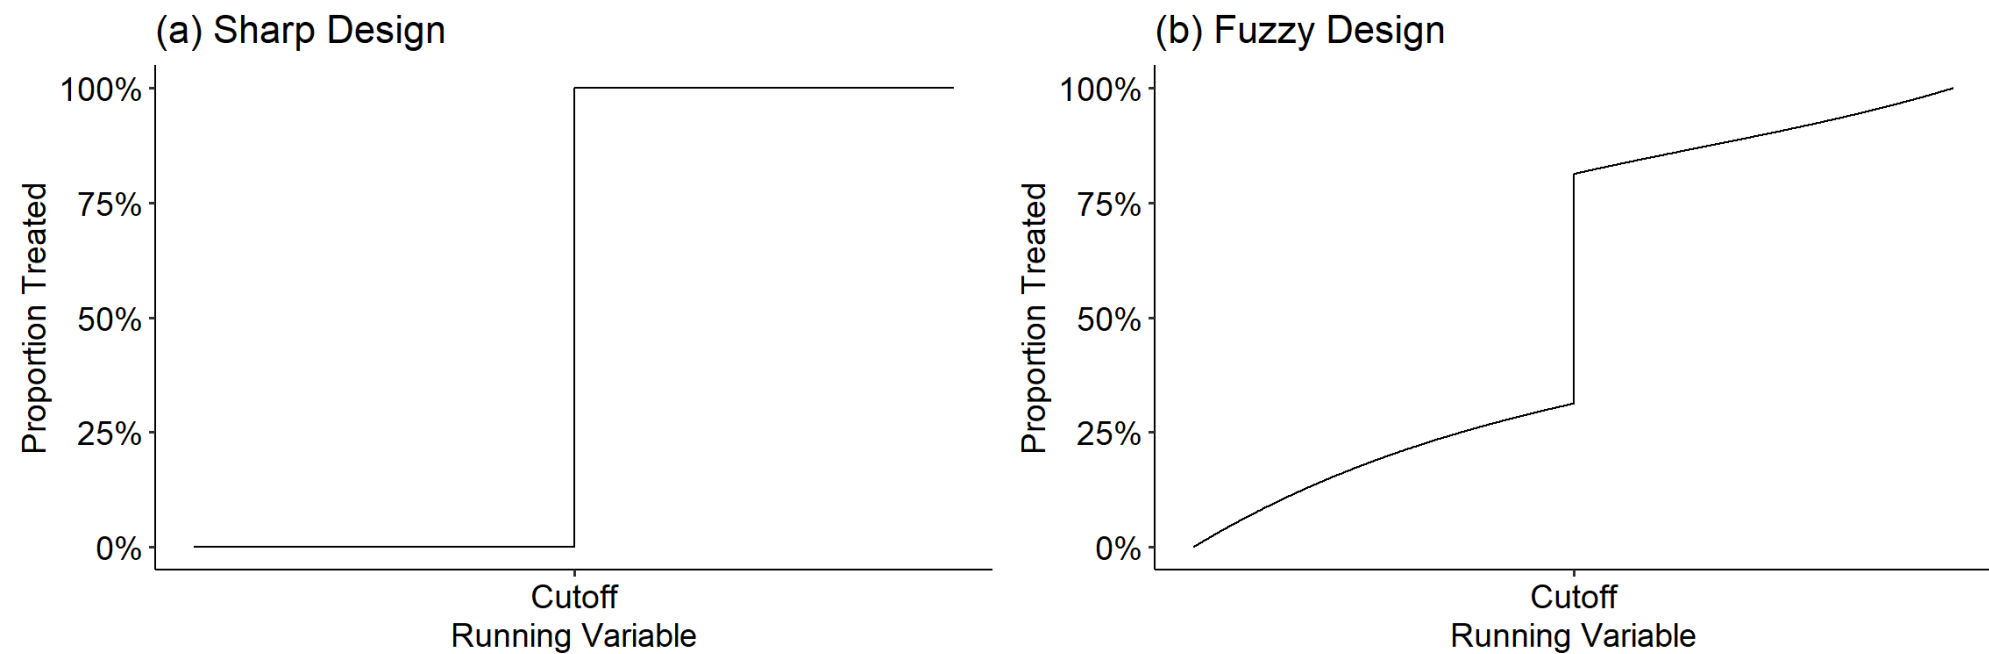 (a) Sharp Design
100%
75%
50%
25%
0%
Proportion Treated
Cutoff
Running Variable
(b) Fuzzy Design
100%
75%
50%
25%
0%
Proportion Treated
Cutoff
Running Variable